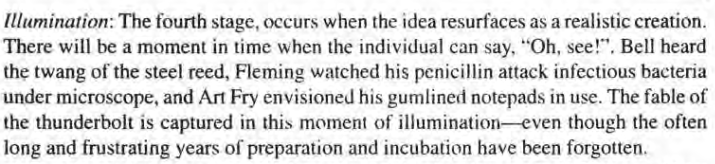 Illumination: The fourth stage, occurs when the idea resurfaces as a realistic creation.
There will be a moment in time when the individual can say, “Oh, see!”. Bell heard
the twang of the steel reed, Fleming watched his penicillin attack infectious bacteria
under microscope, and Art Fry envisioned his gumlined notepads in use. The fable of
the thunderbolt is captured in this moment of illumination—even though the often
long and frustrating years of preparation and incubation have been forgotten.